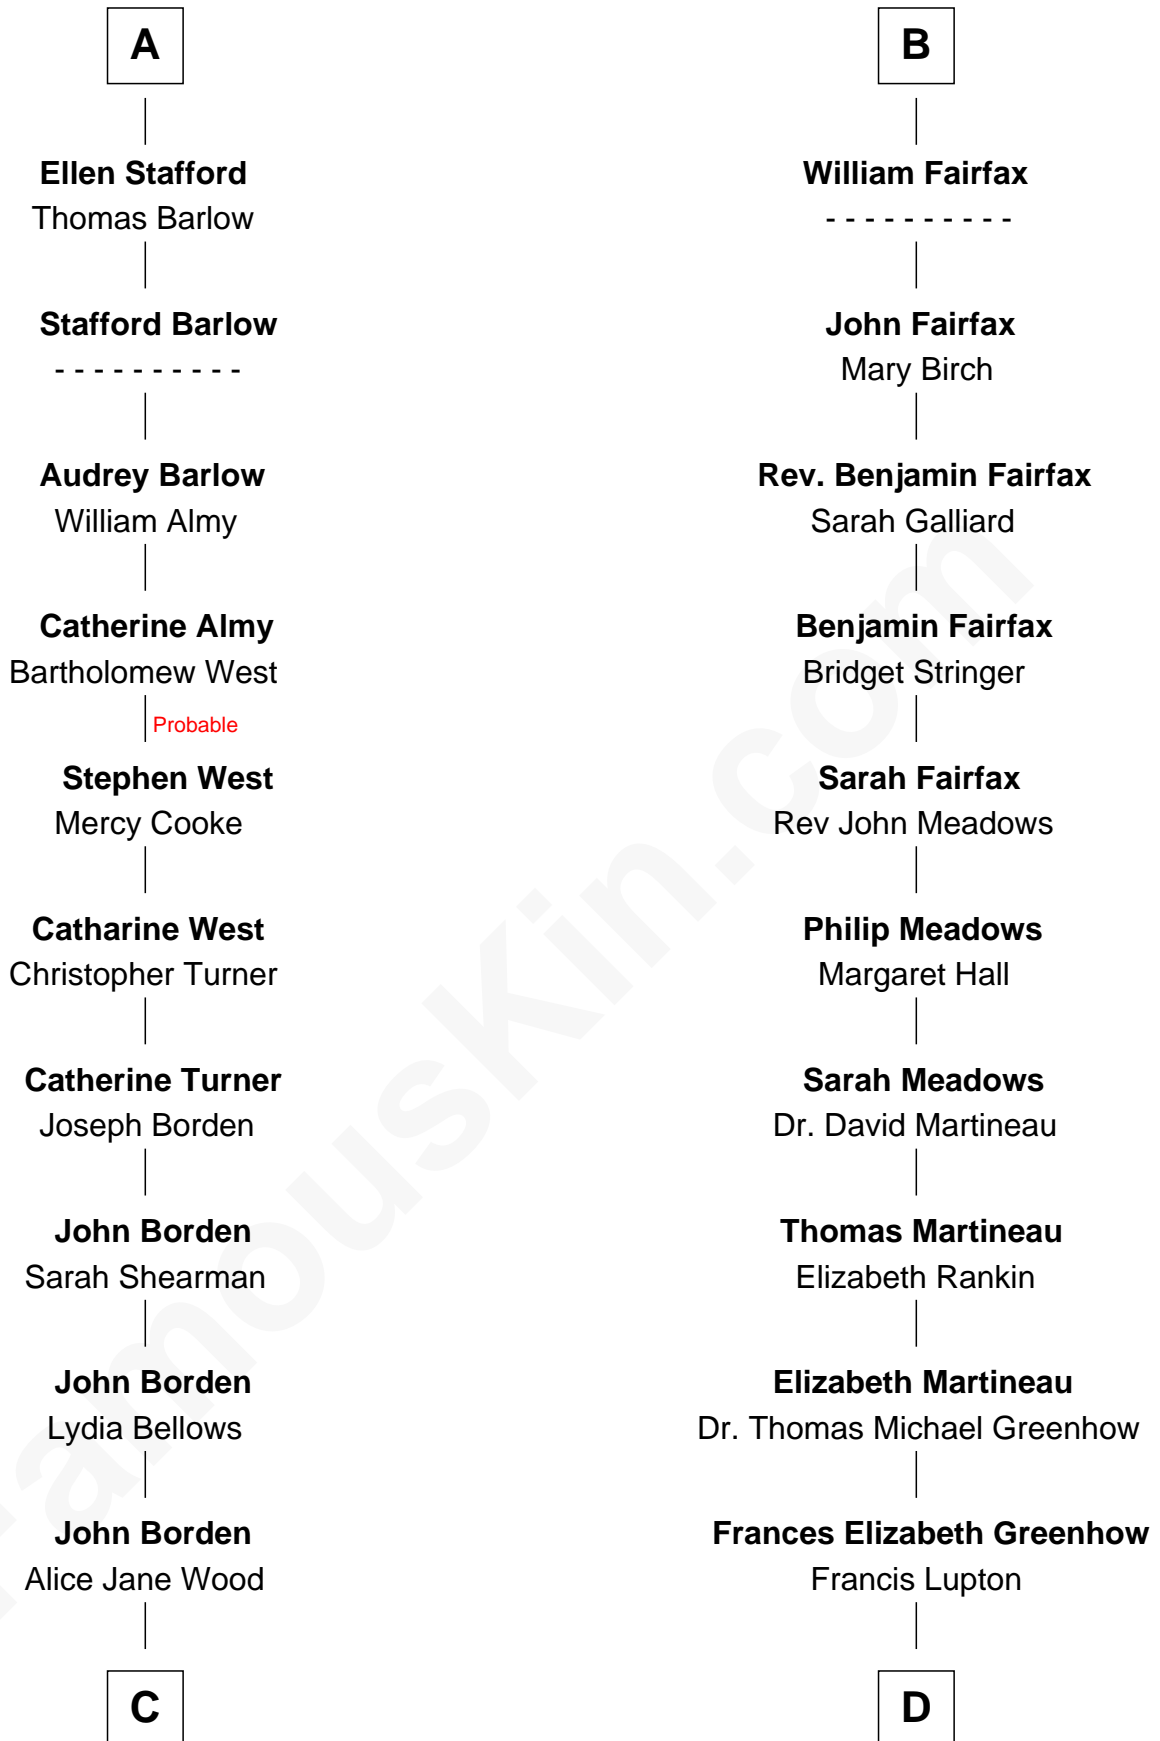 A
Ellen Stafford
Thomas Barlow
Stafford Barlow
- - - - - - - - - -
Audrey Barlow
William Almy
Catherine Almy
Bartholomew West
Probable
Stephen West
Mercy Cooke
Catharine West
Christopher Turner
Catherine Turner
Joseph Borden
John Borden
Sarah Shearman
John Borden
Lydia Bellows
John Borden
Alice Jane Wood
C
B
William Fairfax
- - - - - - - - - -
John Fairfax
Mary Birch
Rev. Benjamin Fairfax
Sarah Galliard
Benjamin Fairfax
Bridget Stringer
Sarah Fairfax
Rev John Meadows
Philip Meadows
Margaret Hall
Sarah Meadows
Dr. David Martineau
Thomas Martineau
Elizabeth Rankin
Elizabeth Martineau
Dr. Thomas Michael Greenhow
Frances Elizabeth Greenhow
Francis Lupton
D
FamousKin.com